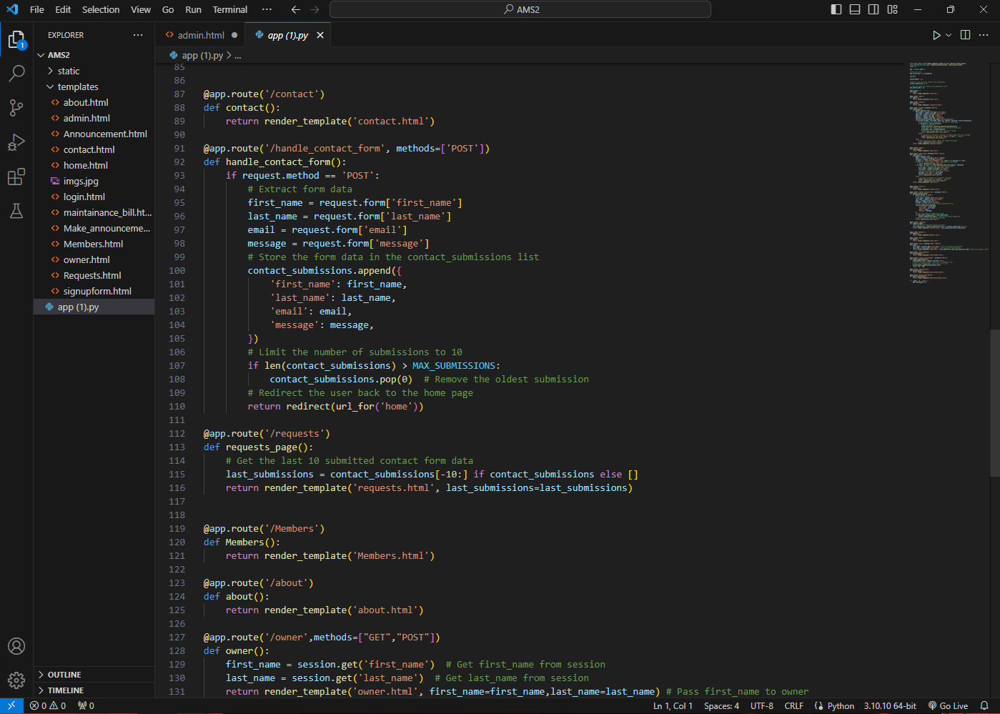 File Edit Selection View Go Run Terminal ··· AMS2
EXPLORER ···
1
AMS2
static
templates
about.html
admin.html
Announcement.html
contact.html
home.html
imgs.jpg
login.html
maintainance_bill.ht...
Make_announceme...
Members.html
owner.html
Requests.html
signupform.html
app (1).py
OUTLINE
TIMELINE
admin.html app (1).py
app (1).py > ...
85
86
87 @app.route('/contact')
88 def contact():
89 return render_template('contact.html')
90
91 @app.route('/handle_contact_form', methods=['POST'])
92 def handle_contact_form():
93 if request.method == 'POST':
94 # Extract form data
95 first_name = request.form['first_name']
96 last_name = request.form['last_name']
97 email = request.form['email']
98 message = request.form['message']
99 # Store the form data in the contact_submissions list
100 contact_submissions.append({
101 'first_name': first_name,
102 'last_name': last_name,
103 'email': email,
104 'message': message,
105 })
106 # Limit the number of submissions to 10
107 if len(contact_submissions) > MAX_SUBMISSIONS:
108 contact_submissions.pop(0) # Remove the oldest submission
109 # Redirect the user back to the home page
110 return redirect(url_for('home'))
111
112 @app.route('/requests')
113 def requests_page():
114 # Get the last 10 submitted contact form data
115 last_submissions = contact_submissions[-10:] if contact_submissions else []
116 return render_template('requests.html', last_submissions=last_submissions)
117
118
119 @app.route('/Members')
120 def Members():
121 return render_template('Members.html')
122
123 @app.route('/about')
124 def about():
125 return render_template('about.html')
126
127 @app.route('/owner',methods=["GET","POST"])
128 def owner():
129 first_name = session.get('first_name') # Get first_name from session
130 last_name = session.get('last_name') # Get last_name from session
131 return render_template('owner.html', first_name=first_name,last_name=last_name) # Pass first_name to owner
0 0 0 Ln 1, Col 1 Spaces: 4 UTF-8 CRLF Python 3.10.10 64-bit Go Live